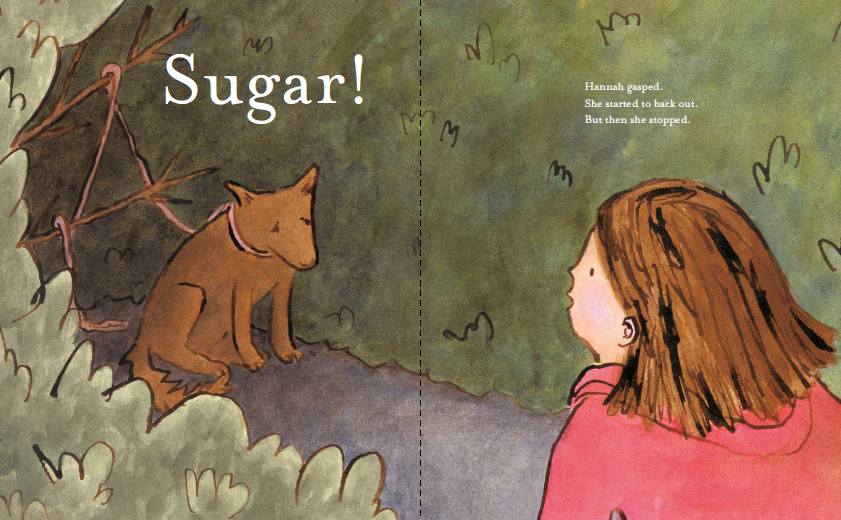 Sugar!
Hannah gasped.
She started to back out.
But then she stopped.